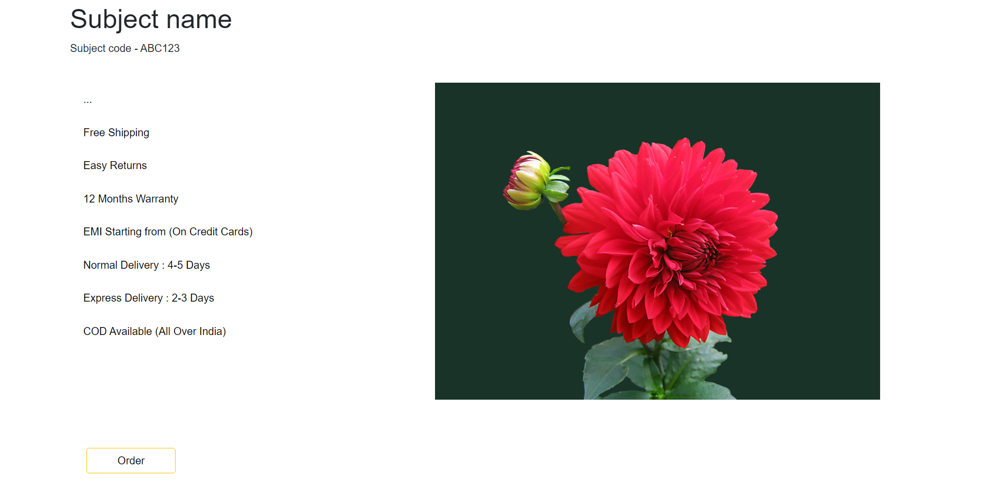 Subject name
Subject code - ABC123
...
Free Shipping
Easy Returns
12 Months Warranty
EMI Starting from (On Credit Cards)
Normal Delivery : 4-5 Days
Express Delivery : 2-3 Days
COD Available (All Over India)
Order